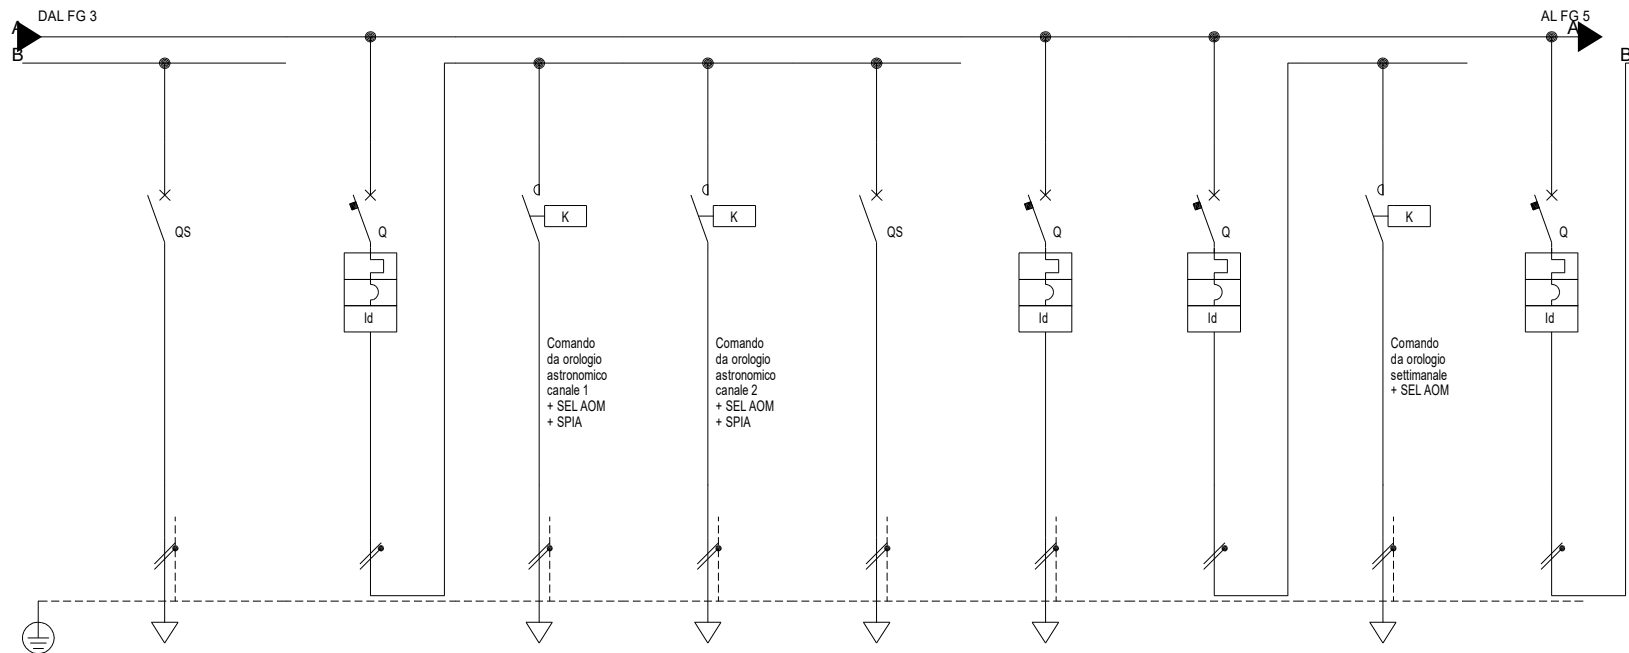 DAL FG 3
AL FG 5
A
A
B
B
QS
Q
K
K
QS
Q
Q
K
Q
Id
Id
Id
Id
Comando
da orologio
astronomico
canale 1
+ SEL AOM
+ SPIA
Comando
da orologio
astronomico
canale 2
+ SEL AOM
+ SPIA
Comando
da orologio
settimanale
+ SEL AOM